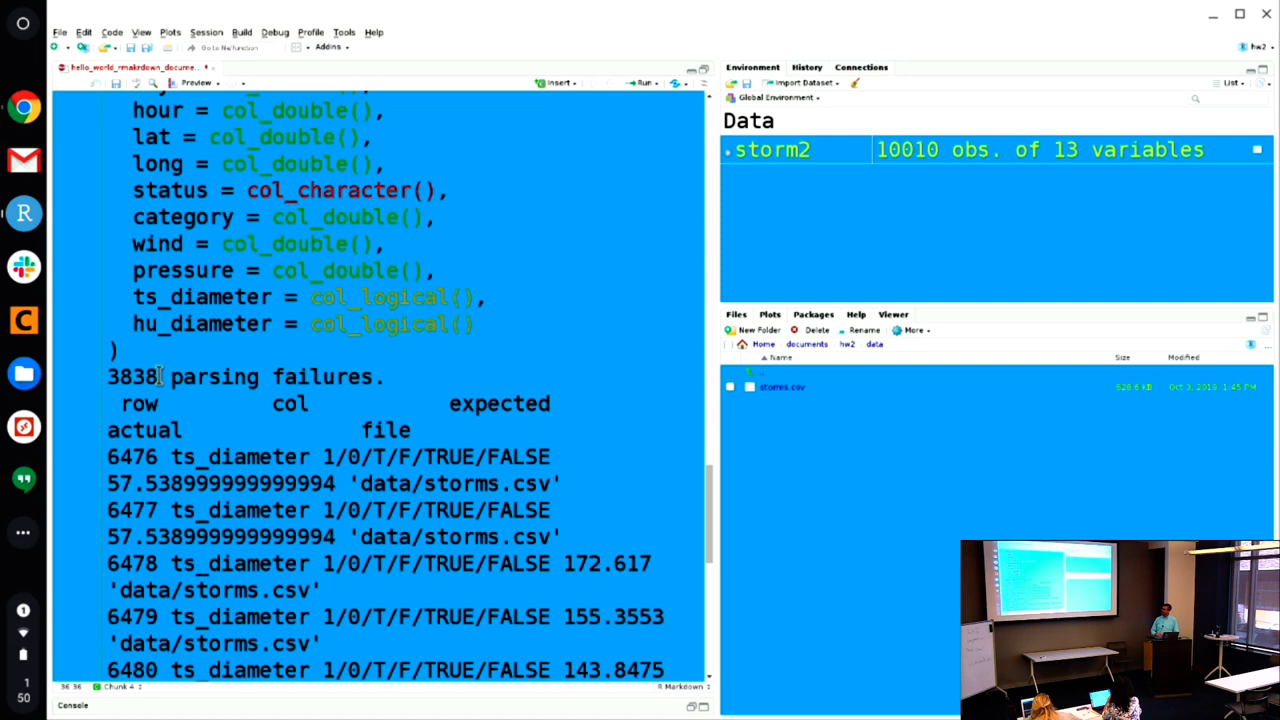 File Edit Code View Plots Session Build Debug Profile Tools Help
Go to file/function Addins
hw2
hello_world_rmakrdown_docume...
Preview Insert Run
hour = col_double(),
lat = col_double(),
long = col_double(),
status = col_character(),
category = col_double(),
wind = col_double(),
pressure = col_double(),
ts_diameter = col_logical(),
hu_diameter = col_logical()
)
3838 parsing failures.
row col expected
actual file
6476 ts_diameter 1/0/T/F/TRUE/FALSE
57.538999999999994 'data/storms.csv'
6477 ts_diameter 1/0/T/F/TRUE/FALSE
57.538999999999994 'data/storms.csv'
6478 ts_diameter 1/0/T/F/TRUE/FALSE 172.617
'data/storms.csv'
6479 ts_diameter 1/0/T/F/TRUE/FALSE 155.3553
'data/storms.csv'
6480 ts_diameter 1/0/T/F/TRUE/FALSE 143.8475
36:36 Chunk 4 R Markdown
Console
Environment History Connections
Import Dataset List
Global Environment
Data
storm2 10010 obs. of 13 variables
Files Plots Packages Help Viewer
New Folder Delete Rename More
Home documents hw2 data
Name Size Modified
..
storms.csv 628.6 KB Oct 3, 2019, 1:45 PM
R
C
1
1
50